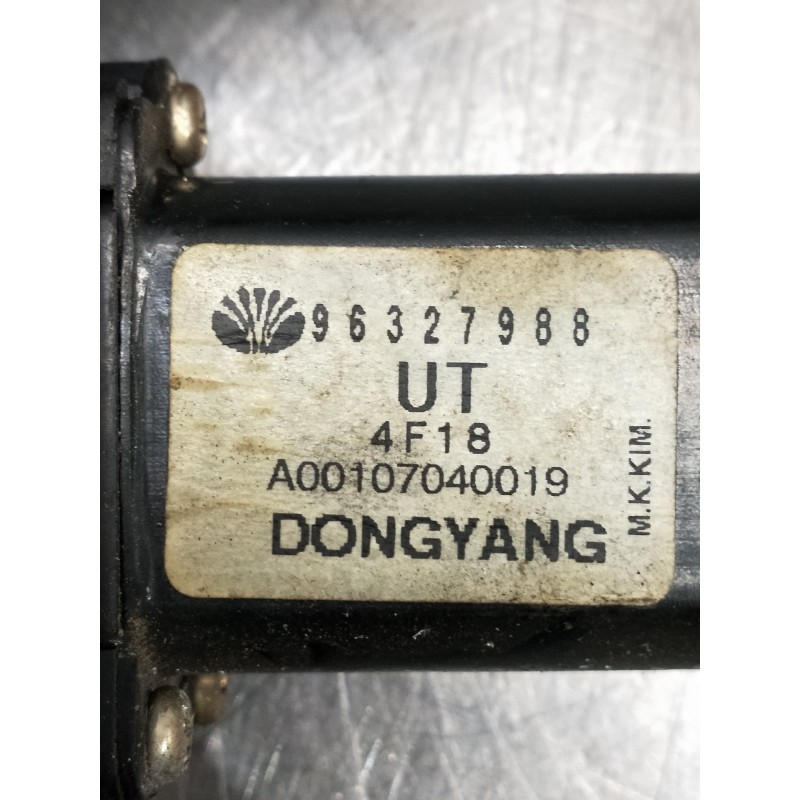 96327988
UT
4F18
A00107040019
DONGYANG
M.K.KIM.